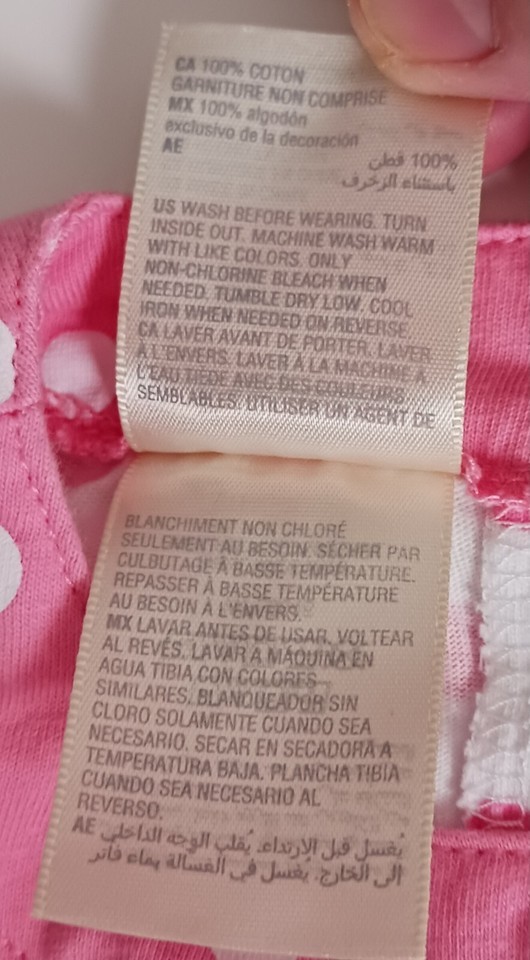 CA 100% COTON
GARNITURE NON COMPRISE
MX 100% algodón
exclusivo de la decoración
AE
100% قطن
باستثناء الزخرف
US WASH BEFORE WEARING. TURN
INSIDE OUT. MACHINE WASH WARM
WITH LIKE COLORS. ONLY
NON-CHLORINE BLEACH WHEN
NEEDED. TUMBLE DRY LOW. COOL
IRON WHEN NEEDED ON REVERSE.
CA LAVER AVANT DE PORTER. LAVER
À L'ENVERS. LAVER À LA MACHINE À
L'EAU TIÈDE AVEC DES COULEURS
SEMBLABLES. UTILISER UN AGENT DE
BLANCHIMENT NON CHLORÉ
SEULEMENT AU BESOIN. SÉCHER PAR
CULBUTAGE À BASSE TEMPÉRATURE.
REPASSER À BASSE TEMPÉRATURE
AU BESOIN À L'ENVERS.
MX LAVAR ANTES DE USAR. VOLTEAR
AL REVÉS. LAVAR A MÁQUINA EN
AGUA TIBIA CON COLORES
SIMILARES. BLANQUEADOR SIN
CLORO SOLAMENTE CUANDO SEA
NECESARIO. SECAR EN SECADORA A
TEMPERATURA BAJA. PLANCHA TIBIA
CUANDO SEA NECESARIO AL
REVERSO.
AE يُغسل قبل الارتداء. يُقلب الوجه الداخلي
إلى الخارج. يُغسل في الغسالة بماء فاتر